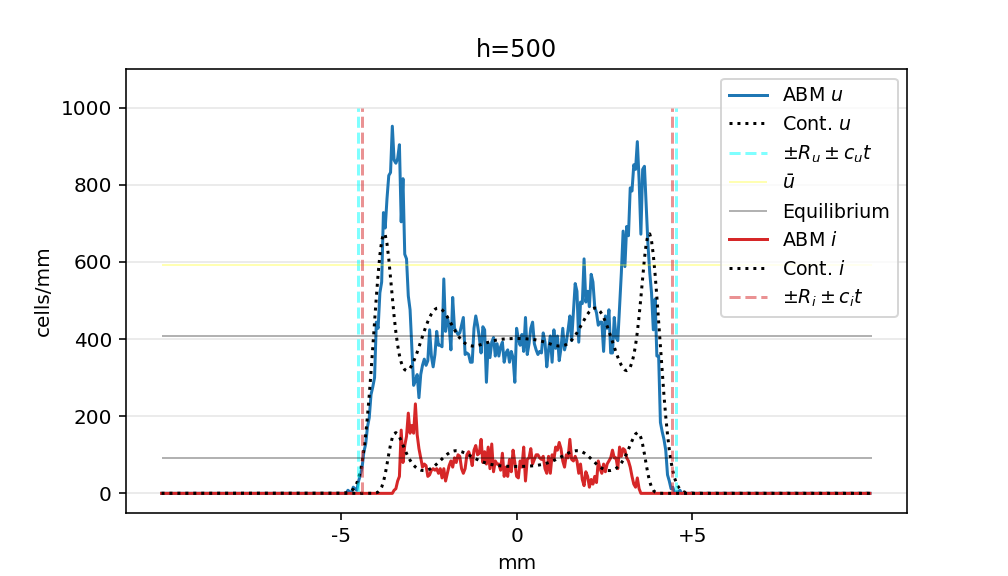 h=500
1000
800
600
400
200
0
cells/mm
-5
0
+5
mm
ABM u
Cont. u
±R_u ± c_u t
ū
Equilibrium
ABM i
Cont. i
±R_i ± c_i t